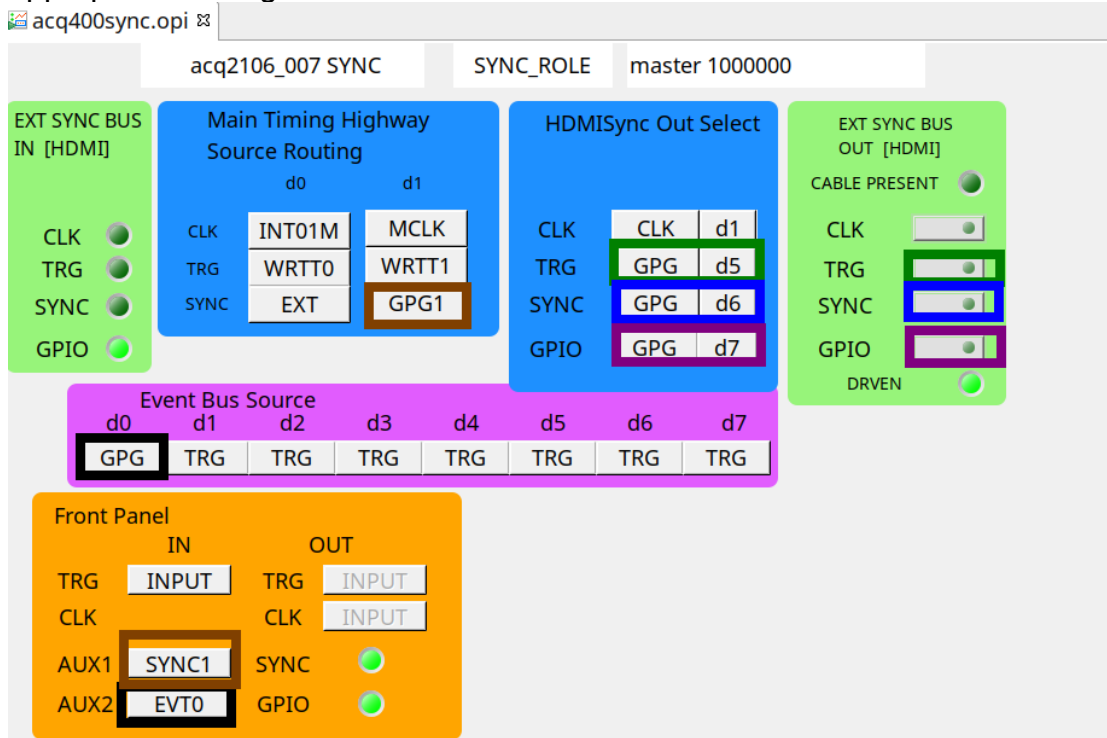 acq400sync.opi
acq2106_007 SYNC SYNC_ROLE master 1000000
EXT SYNC BUS
IN [HDMI]
CLK
TRG
SYNC
GPIO
Main Timing Highway
Source Routing
d0 d1
CLK INT01M MCLK
TRG WRTT0 WRTT1
SYNC EXT GPG1
HDMISync Out Select
CLK CLK d1
TRG GPG d5
SYNC GPG d6
GPIO GPG d7
EXT SYNC BUS
OUT [HDMI]
CABLE PRESENT
CLK
TRG
SYNC
GPIO
DRVEN
Event Bus Source
d0 d1 d2 d3 d4 d5 d6 d7
GPG TRG TRG TRG TRG TRG TRG TRG
Front Panel
IN OUT
TRG INPUT TRG INPUT
CLK CLK INPUT
AUX1 SYNC1 SYNC
AUX2 EVT0 GPIO